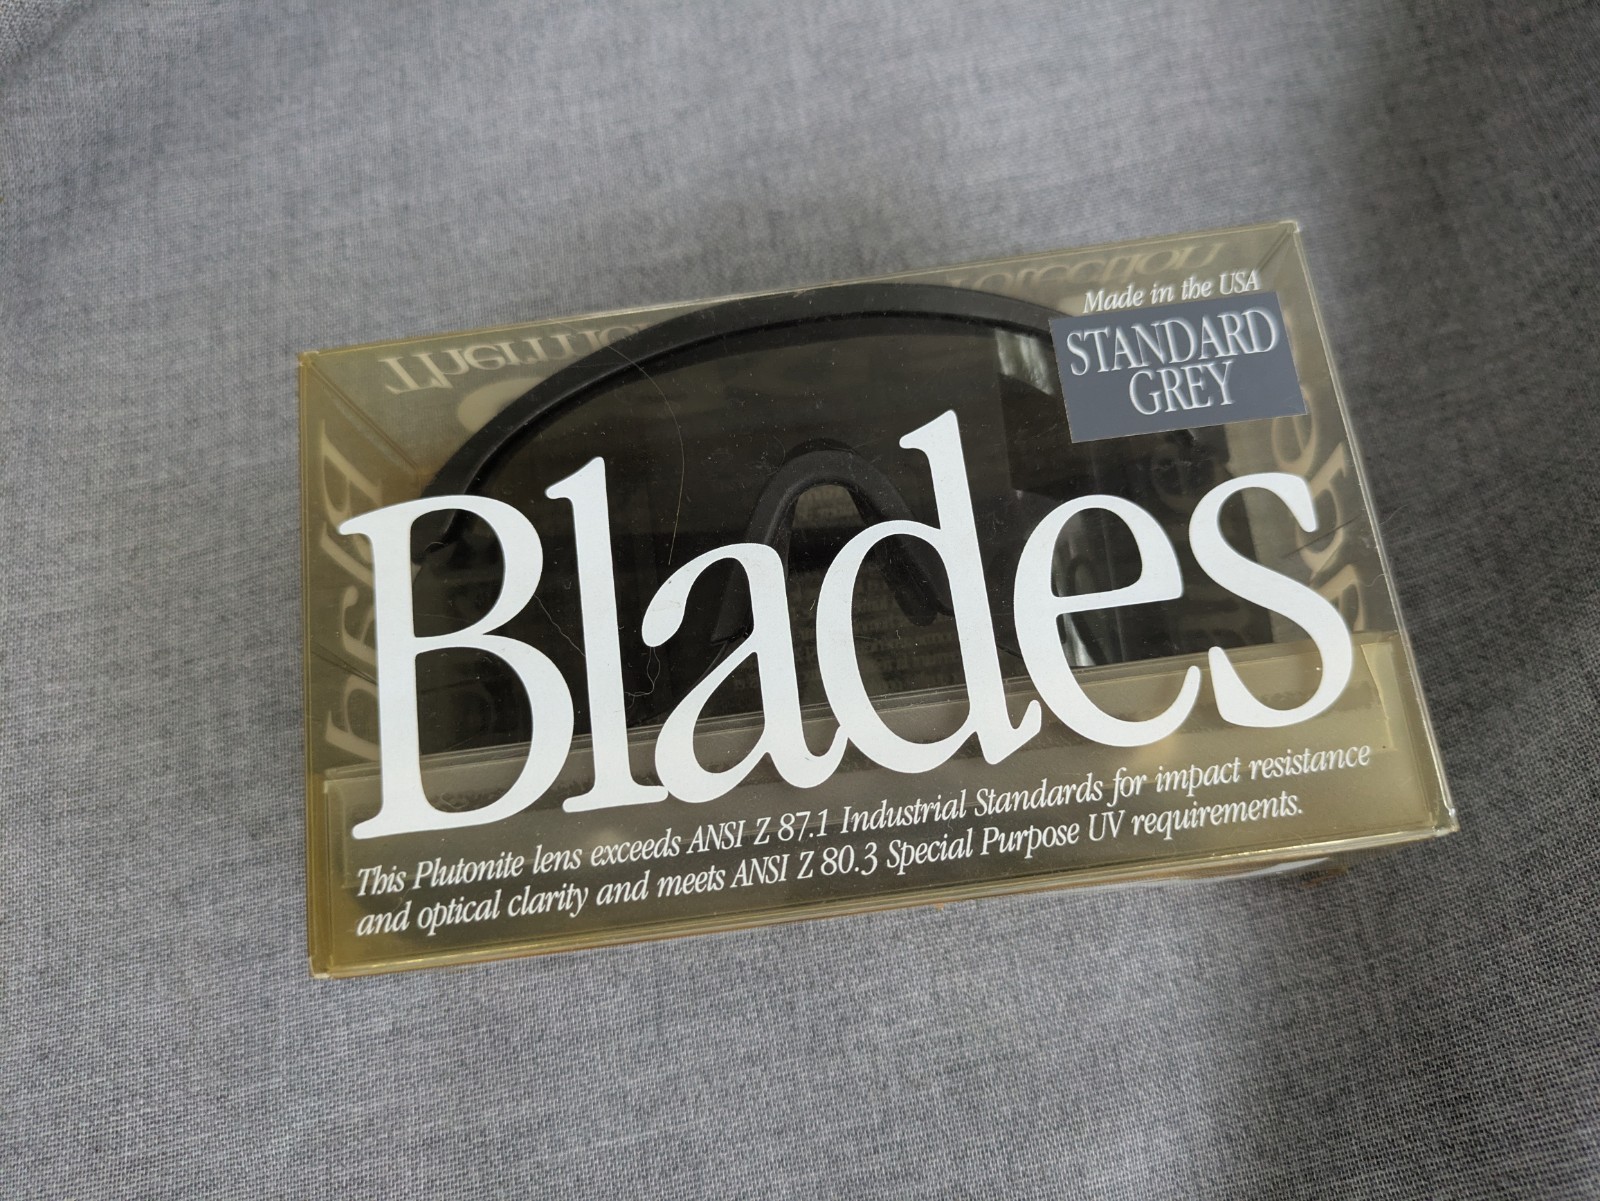 Made in the USA
STANDARD
GREY
Blades
This Plutonite lens exceeds ANSI Z 87.1 Industrial Standards for impact resistance
and optical clarity and meets ANSI Z 80.3 Special Purpose UV requirements.